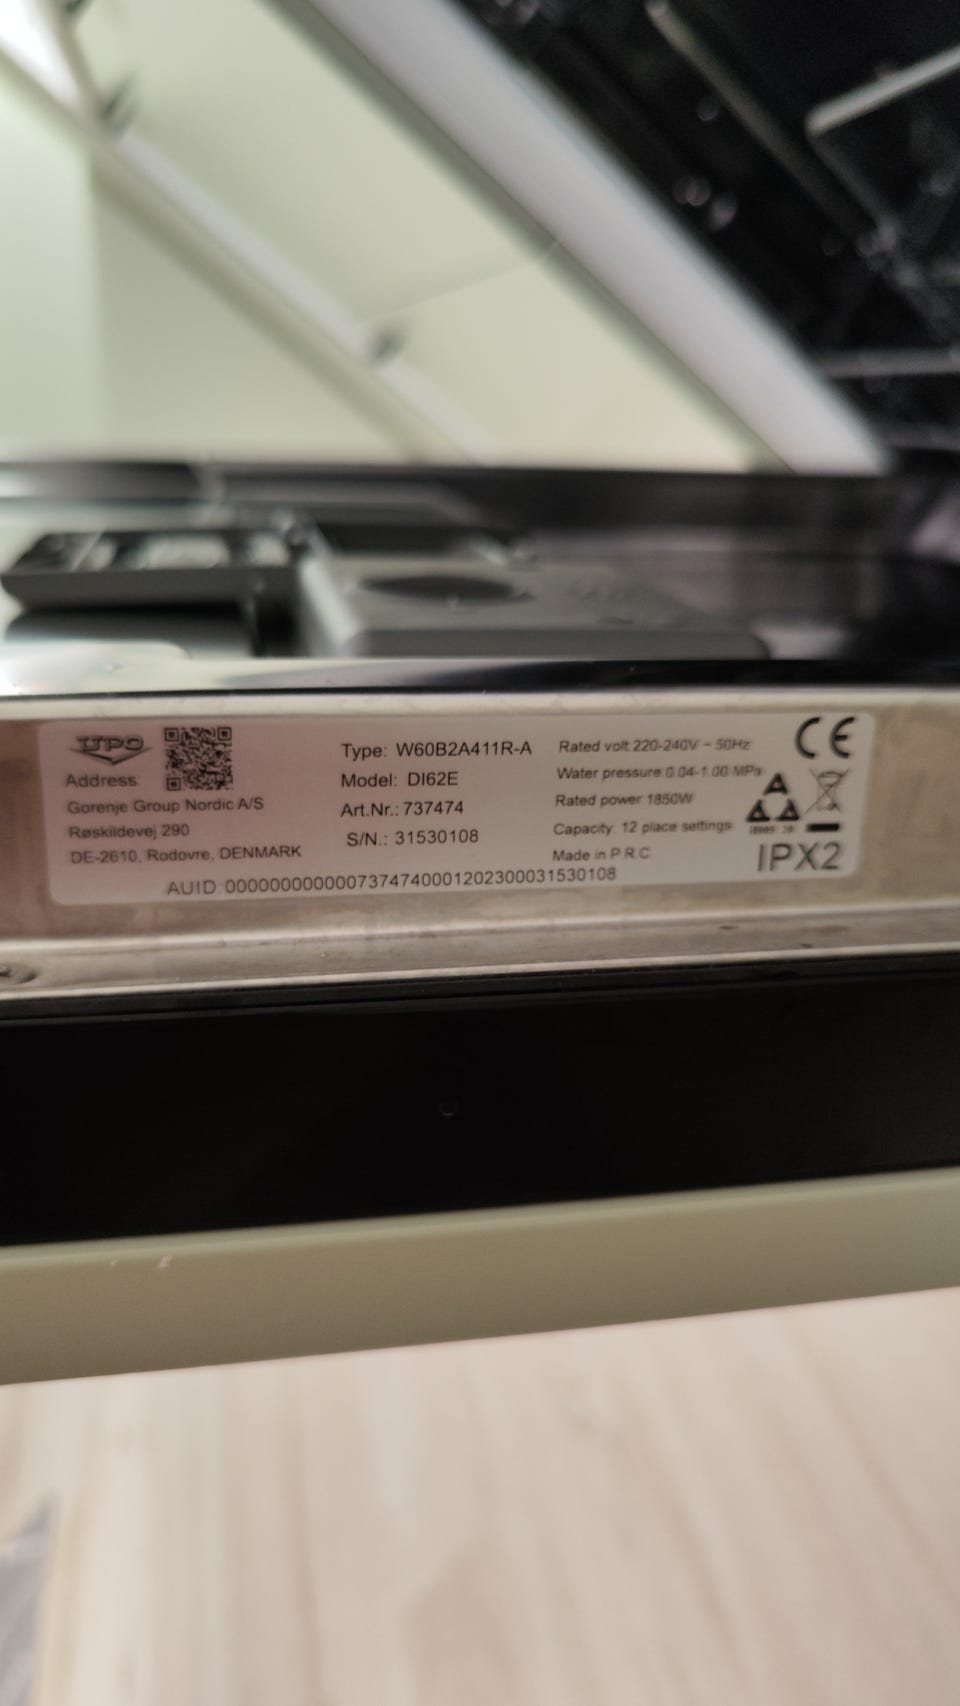 UPO
Address:
Gorenje Group Nordic A/S
Røskildevej 290
DE-2610, Rodovre, DENMARK
Type: W60B2A411R-A
Model: DI62E
Art.Nr.: 737474
S/N.: 31530108
Rated volt:220-240V ~ 50Hz
Water pressure:0.04-1.00 MPa
Rated power:1850W
Capacity: 12 place settings
Made in P.R.C.
CE
IPX2
AUID:0000000000007374740001202300031530108